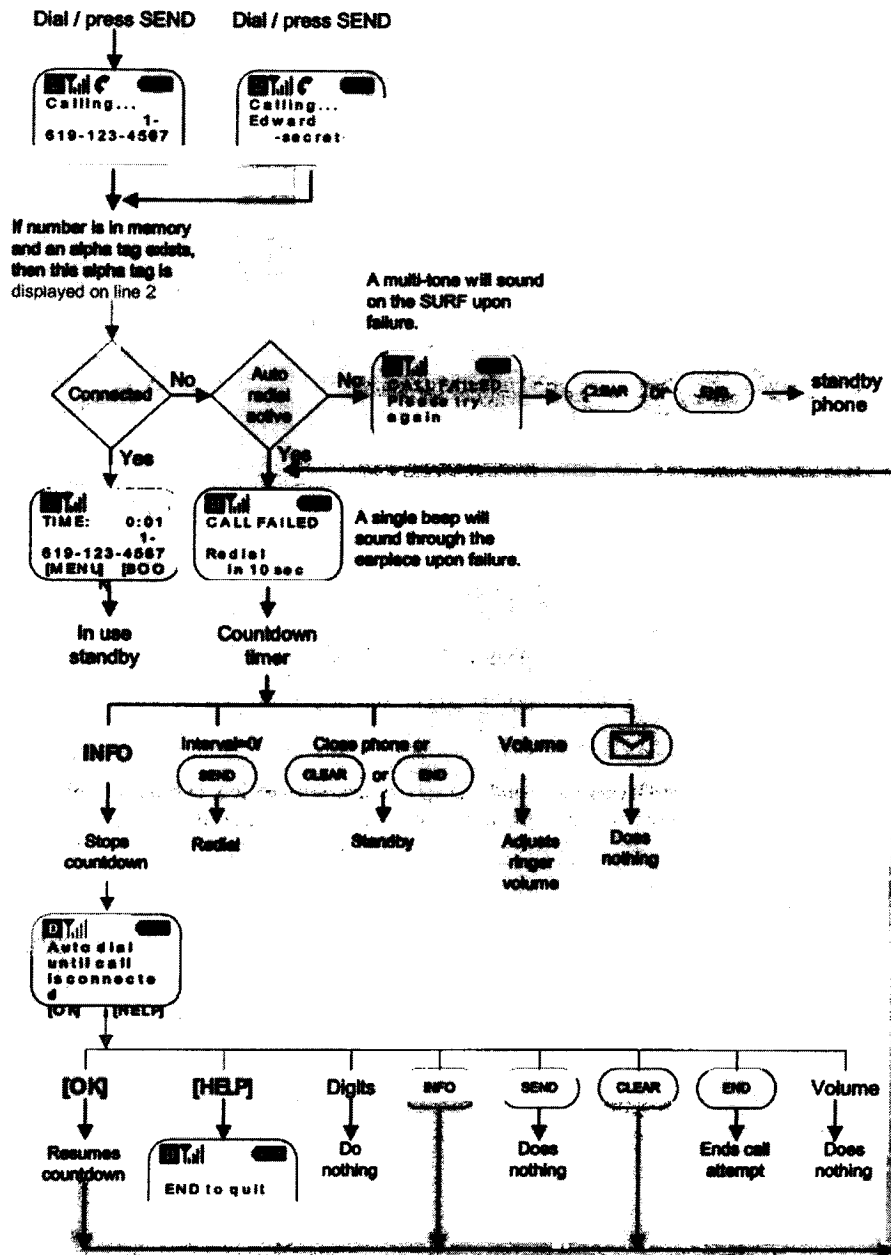 Dial / press SEND
Dial / press SEND
Calling...
1-
619-123-4567
Calling...
Edward
-secret-
If number is in memory
and an alpha tag exists,
then this alpha tag is
displayed on line 2
A multi-tone will sound
on the SURF upon
failure.
Connected
No
Auto
redial
active
No
CALL FAILED
Please try
again
CLEAR
or
END
standby
phone
Yes
Yes
TIME: 0:01
1-
619-123-4567
[MENU] [BOO
K]
CALL FAILED
Redial
in 10 sec
A single beep will
sound through the
earpiece upon failure.
In use
standby
Countdown
timer
INFO
Interval=0/
SEND
Close phone or
CLEAR or END
Volume
Stops
countdown
Redial
Standby
Adjusts
ringer
volume
Does
nothing
D
Auto dial
until call
is connecte
d
[OK] [HELP]
[OK]
[HELP]
Digits
INFO
SEND
CLEAR
END
Volume
Resumes
countdown
END to quit
Do
nothing
Does
nothing
Ends call
attempt
Does
nothing